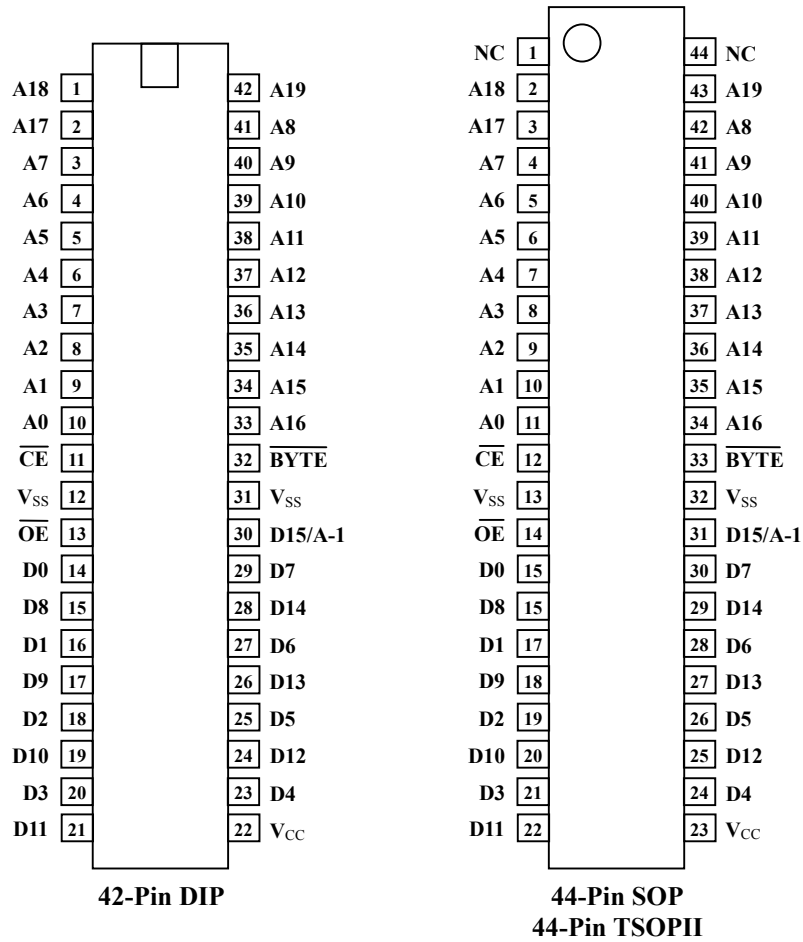 NC 1 44 NC
A18 1 42 A19 A18 2 43 A19
A17 2 41 A8 A17 3 42 A8
A7 3 40 A9 A7 4 41 A9
A6 4 39 A10 A6 5 40 A10
A5 5 38 A11 A5 6 39 A11
A4 6 37 A12 A4 7 38 A12
A3 7 36 A13 A3 8 37 A13
A2 8 35 A14 A2 9 36 A14
A1 9 34 A15 A1 10 35 A15
A0 10 33 A16 A0 11 34 A16
C̅E̅ 11 32 B̅Y̅T̅E̅ C̅E̅ 12 33 B̅Y̅T̅E̅
VSS 12 31 VSS VSS 13 32 VSS
O̅E̅ 13 30 D15/A-1 O̅E̅ 14 31 D15/A-1
D0 14 29 D7 D0 15 30 D7
D8 15 28 D14 D8 15 29 D14
D1 16 27 D6 D1 17 28 D6
D9 17 26 D13 D9 18 27 D13
D2 18 25 D5 D2 19 26 D5
D10 19 24 D12 D10 20 25 D12
D3 20 23 D4 D3 21 24 D4
D11 21 22 VCC D11 22 23 VCC
42-Pin DIP 44-Pin SOP
44-Pin TSOPII